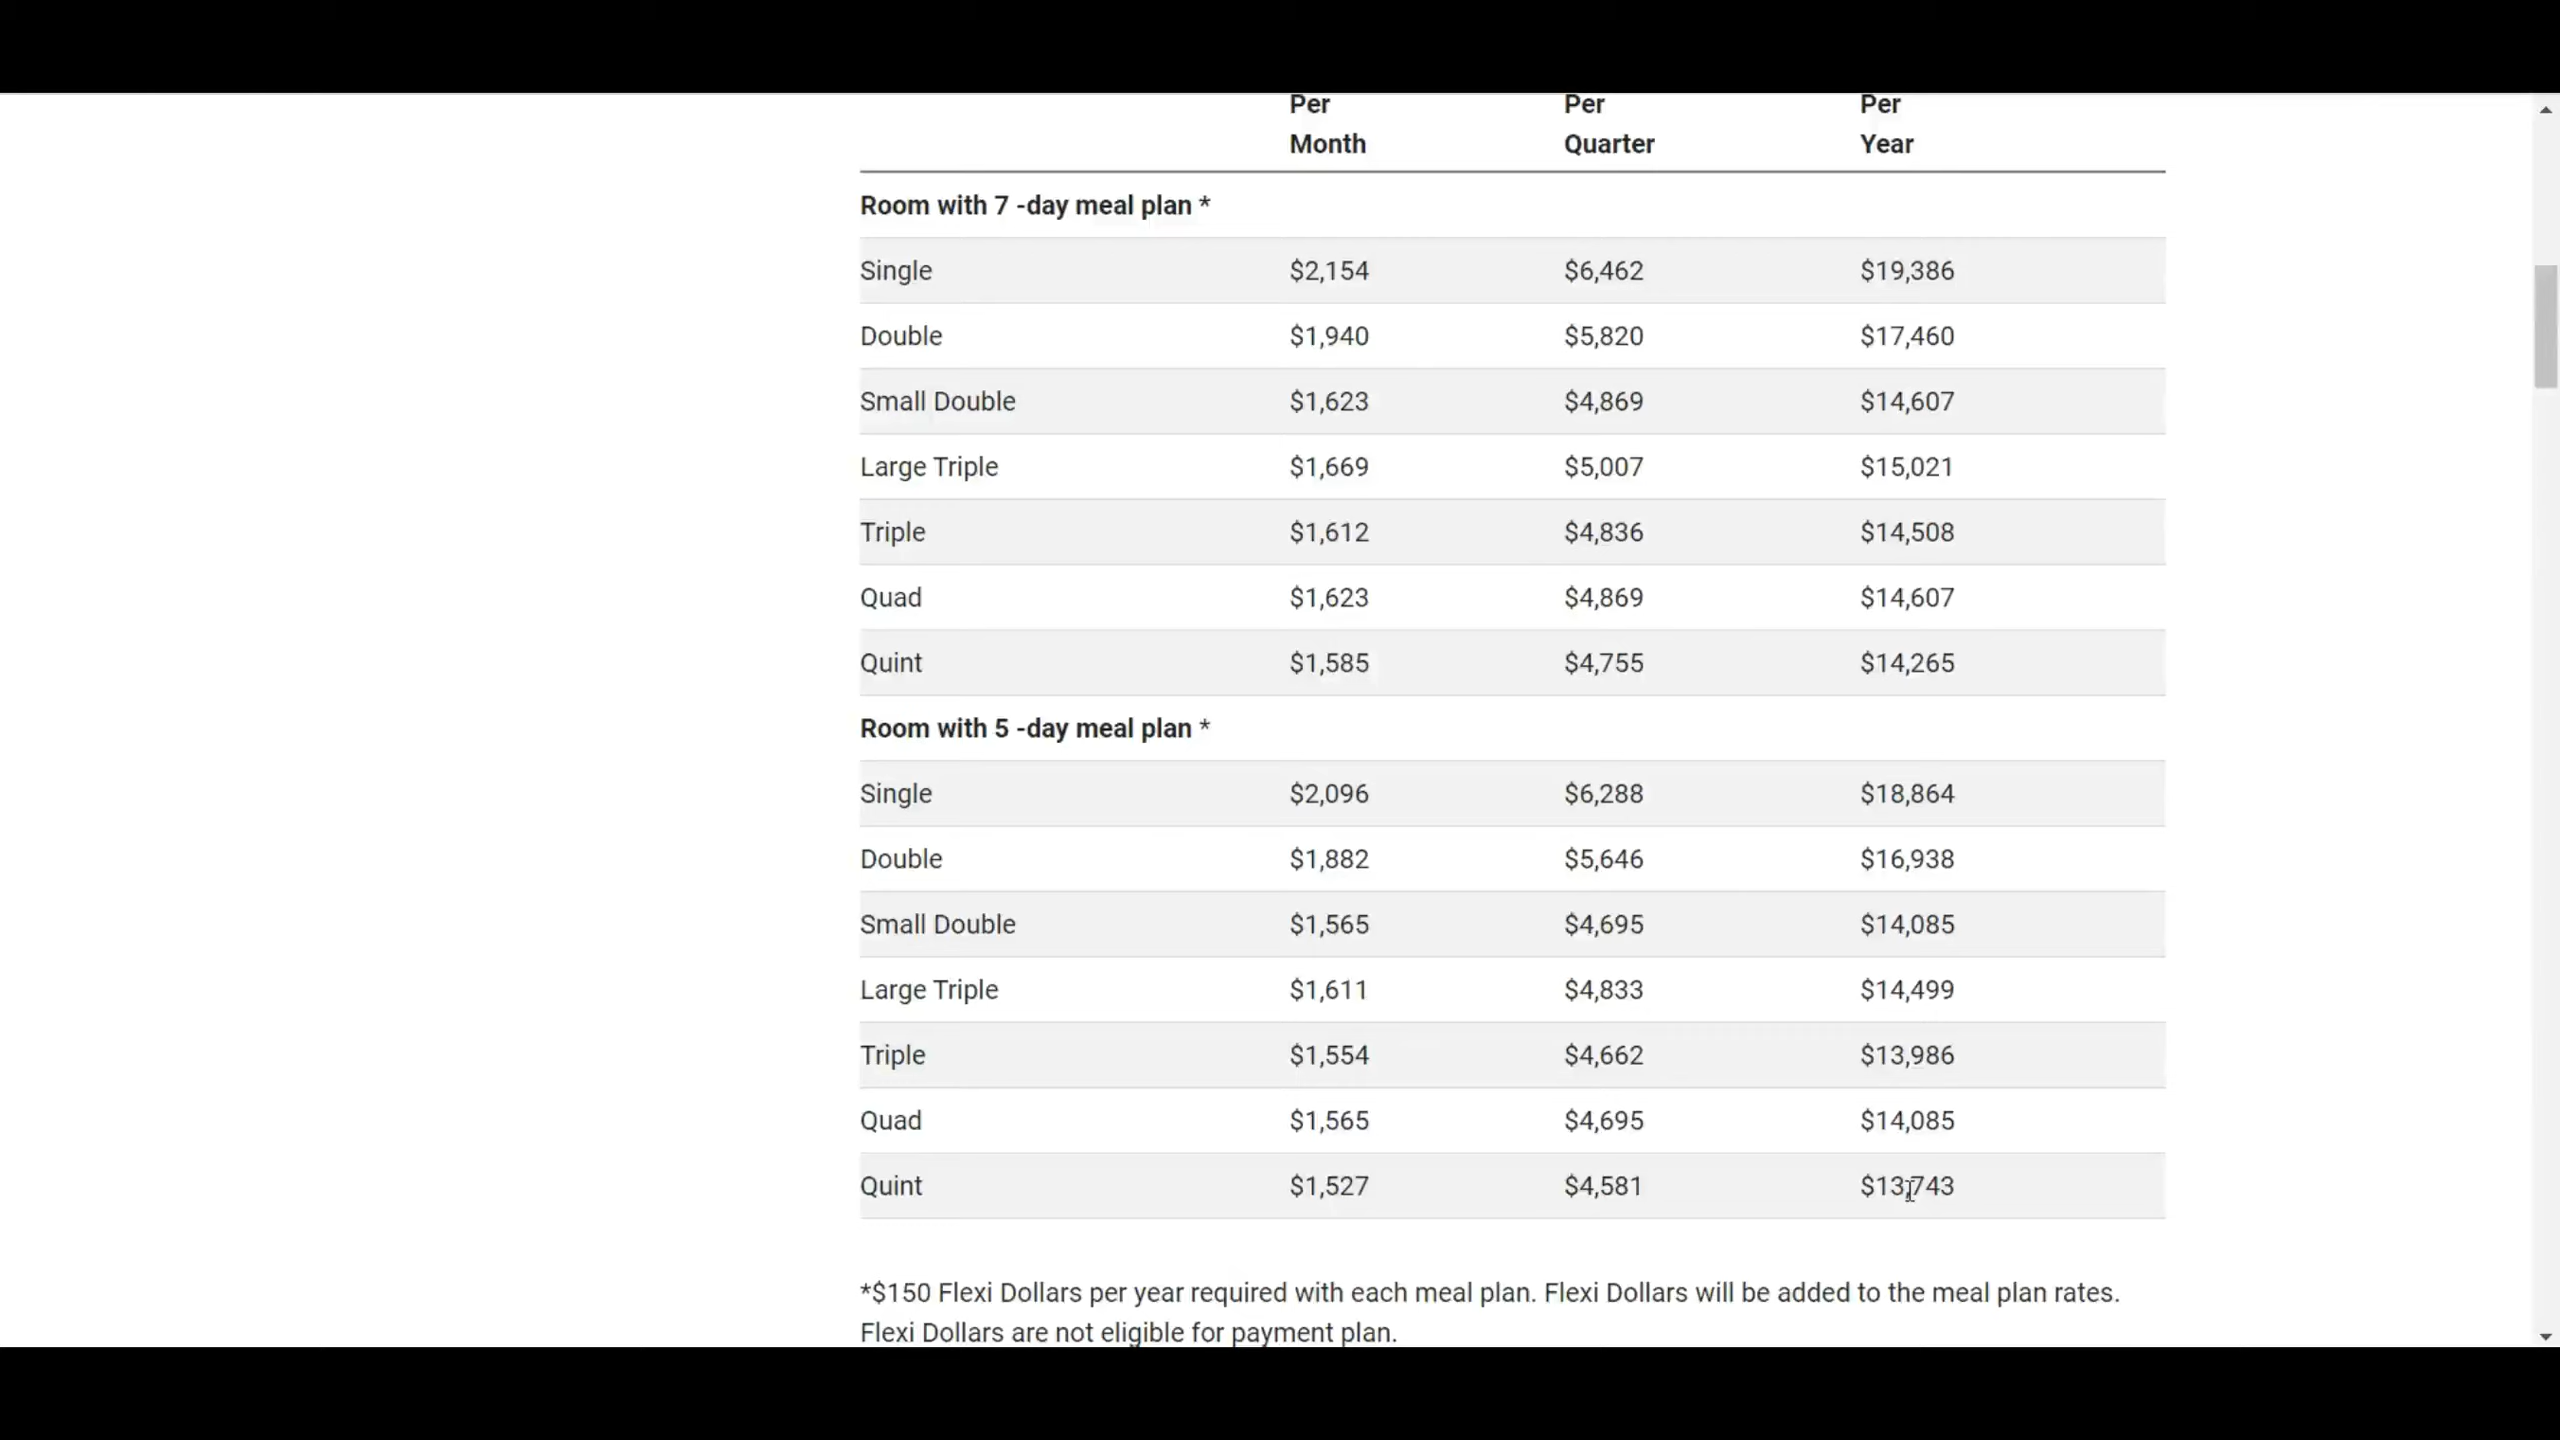 Per Per Per
Month Quarter Year
Room with 7 -day meal plan *
Single $2,154 $6,462 $19,386
Double $1,940 $5,820 $17,460
Small Double $1,623 $4,869 $14,607
Large Triple $1,669 $5,007 $15,021
Triple $1,612 $4,836 $14,508
Quad $1,623 $4,869 $14,607
Quint $1,585 $4,755 $14,265
Room with 5 -day meal plan *
Single $2,096 $6,288 $18,864
Double $1,882 $5,646 $16,938
Small Double $1,565 $4,695 $14,085
Large Triple $1,611 $4,833 $14,499
Triple $1,554 $4,662 $13,986
Quad $1,565 $4,695 $14,085
Quint $1,527 $4,581 $13,743
*$150 Flexi Dollars per year required with each meal plan. Flexi Dollars will be added to the meal plan rates.
Flexi Dollars are not eligible for payment plan.